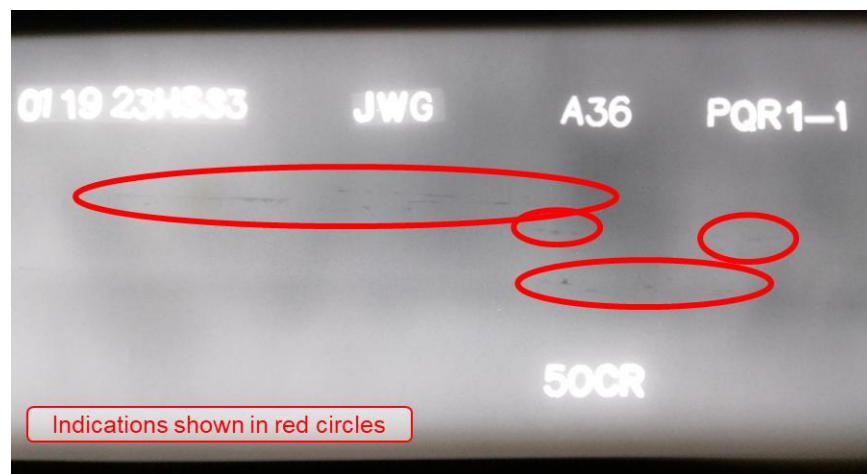 01 19 23HSS3 JWG A36 PQR1-1
50CR
Indications shown in red circles